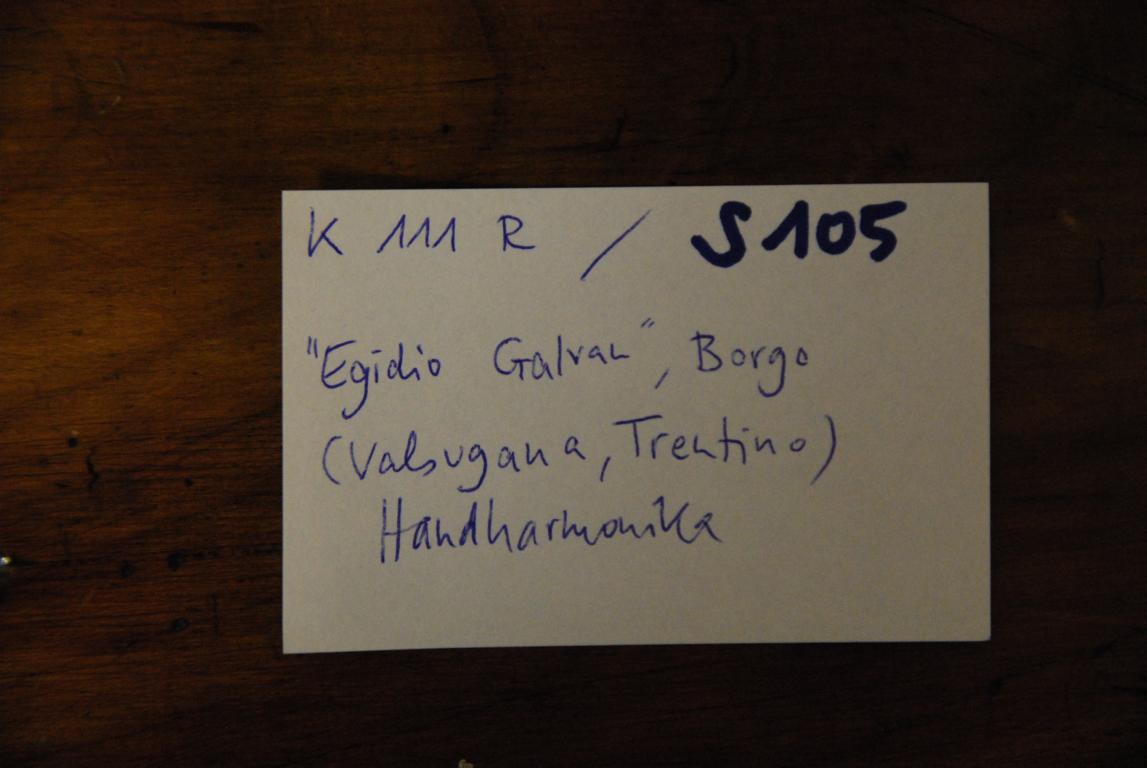 K 111 R / S105
"Egidio Galvan", Borgo
(Valsugana, Trentino)
Handharmonika